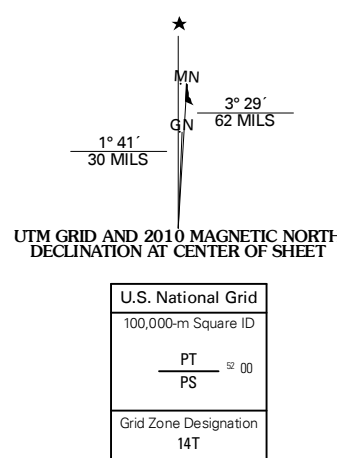 ★
MN
3° 29´
62 MILS
GN
1° 41´
30 MILS
UTM GRID AND 2010 MAGNETIC NORTH
DECLINATION AT CENTER OF SHEET
U.S. National Grid
100,000-m Square ID
PT
52 00
PS
Grid Zone Designation
14T